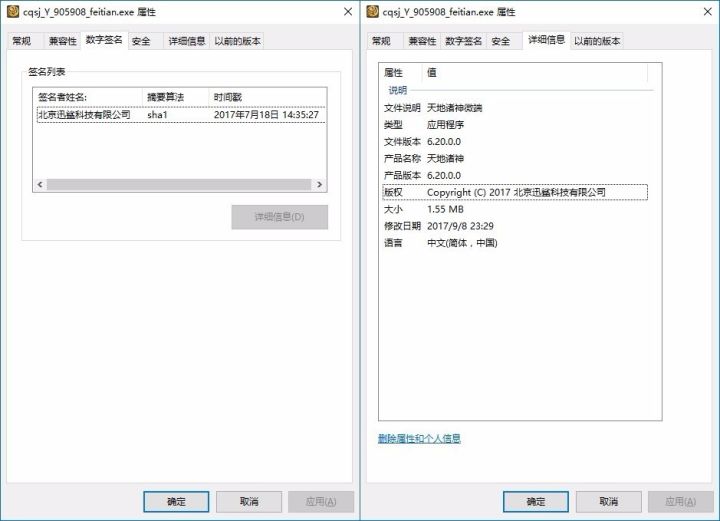 cqsj_Y_905908_feitian.exe 属性
常规 兼容性 数字签名 安全 详细信息 以前的版本
签名列表
签名者姓名: 摘要算法 时间戳
北京迅鲨科技有限公司 sha1 2017年7月18日 14:35:27
详细信息(D)
确定 取消 应用(A)
cqsj_Y_905908_feitian.exe 属性
常规 兼容性 数字签名 安全 详细信息 以前的版本
属性 值
说明
文件说明 天地诸神微端
类型 应用程序
文件版本 6.20.0.0
产品名称 天地诸神
产品版本 6.20.0.0
版权 Copyright (C) 2017 北京迅鲨科技有限公司
大小 1.55 MB
修改日期 2017/9/8 23:29
语言 中文(简体，中国)
删除属性和个人信息
确定 取消 应用(A)